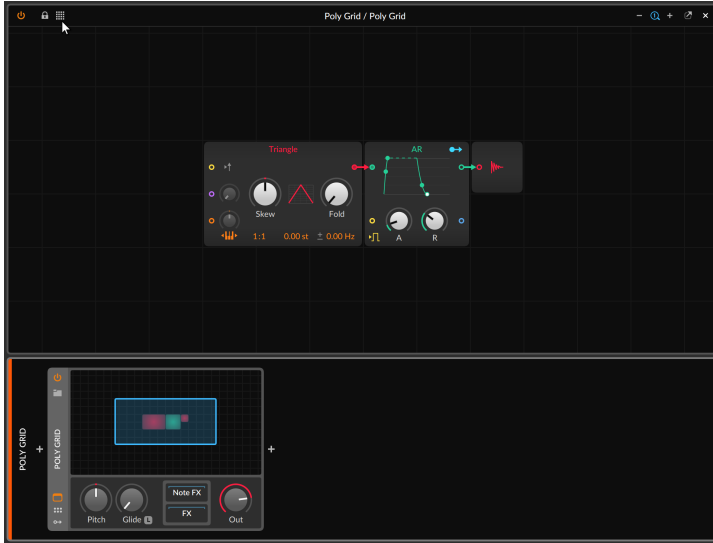 Poly Grid / Poly Grid
Triangle
AR
Skew
Fold
1:1 0.00 st ± 0.00 Hz
A
R
POLY GRID
POLY GRID
Pitch
Glide L
Note FX
FX
Out